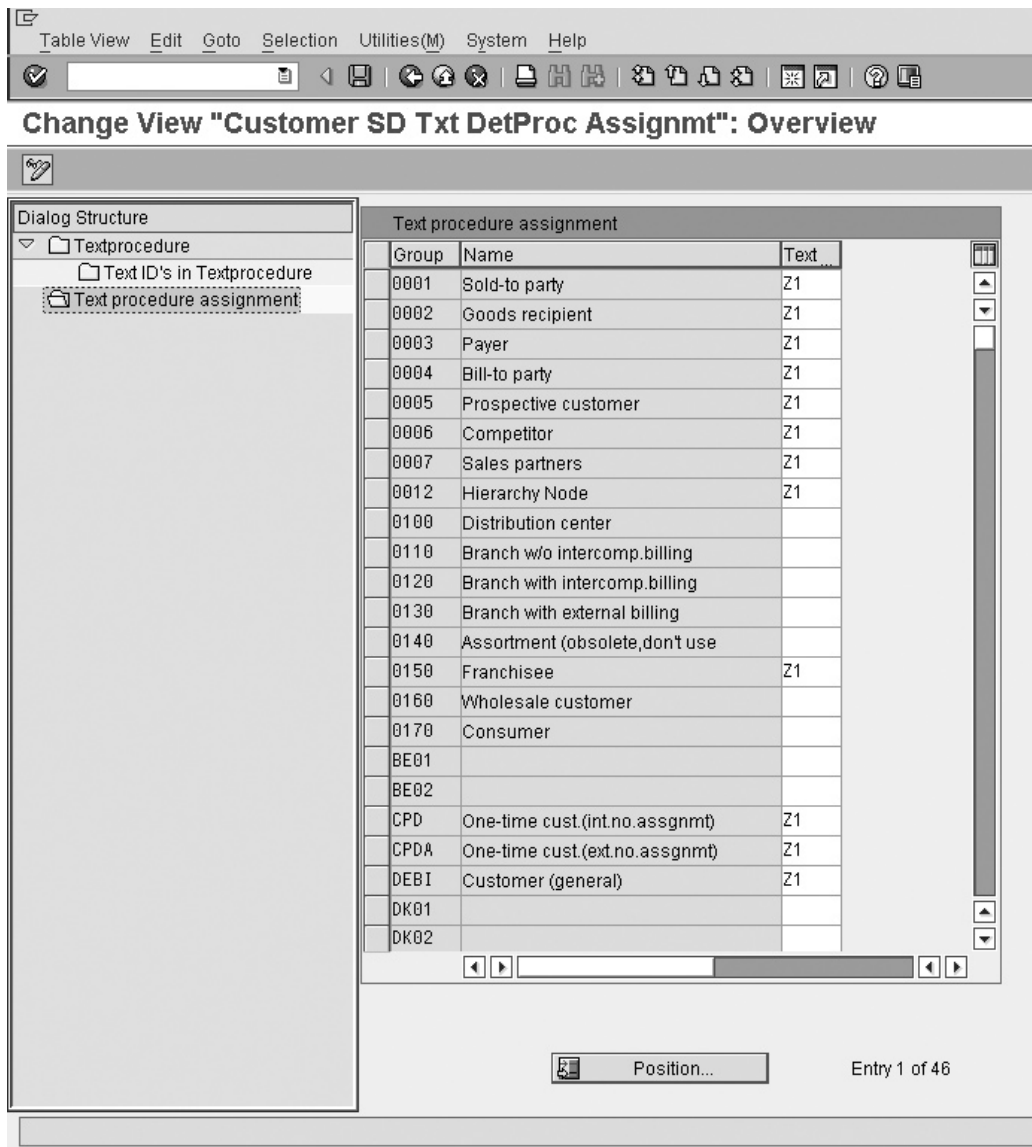 Table View Edit Goto Selection Utilities(M) System Help
Change View "Customer SD Txt DetProc Assignmt": Overview
Dialog Structure
Textprocedure
Text ID's in Textprocedure
Text procedure assignment
Text procedure assignment
Group Name Text ...
0001 Sold-to party Z1
0002 Goods recipient Z1
0003 Payer Z1
0004 Bill-to party Z1
0005 Prospective customer Z1
0006 Competitor Z1
0007 Sales partners Z1
0012 Hierarchy Node Z1
0100 Distribution center
0110 Branch w/o intercomp.billing
0120 Branch with intercomp.billing
0130 Branch with external billing
0140 Assortment (obsolete,don't use
0150 Franchisee Z1
0160 Wholesale customer
0170 Consumer
BE01
BE02
CPD One-time cust.(int.no.assgnmt) Z1
CPDA One-time cust.(ext.no.assgnmt) Z1
DEBI Customer (general) Z1
DK01
DK02
Position... Entry 1 of 46